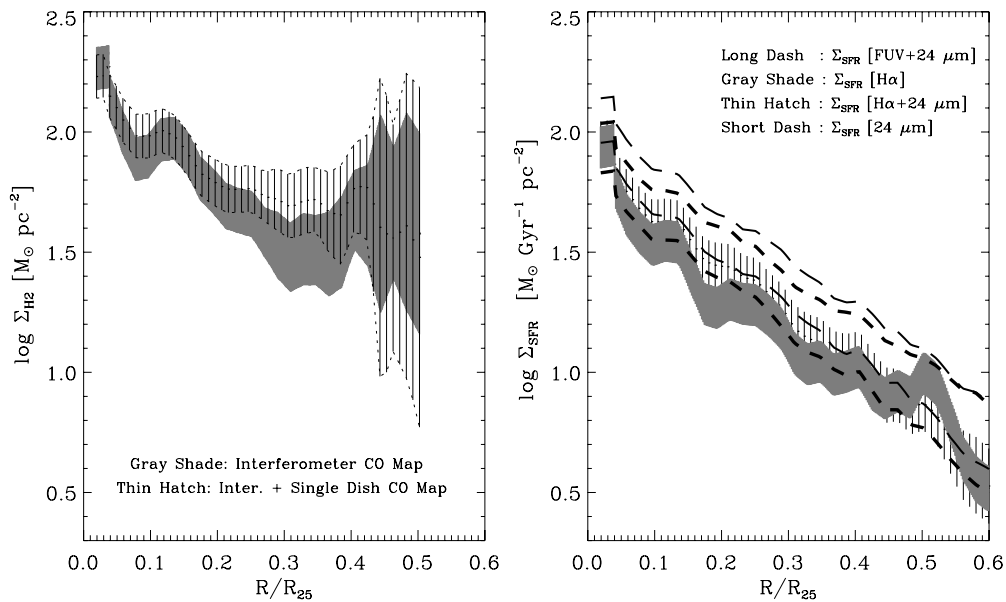 2.5
2.0
1.5
1.0
0.5
log Σ_H2 [M⊙ pc⁻²]
Gray Shade: Interferometer CO Map
Thin Hatch: Inter. + Single Dish CO Map
0.0 0.1 0.2 0.3 0.4 0.5 0.6
R/R₂₅
2.5
2.0
1.5
1.0
0.5
log Σ_SFR [M⊙ Gyr⁻¹ pc⁻²]
Long Dash : Σ_SFR [FUV+24 μm]
Gray Shade : Σ_SFR [Hα]
Thin Hatch : Σ_SFR [Hα+24 μm]
Short Dash : Σ_SFR [24 μm]
0.0 0.1 0.2 0.3 0.4 0.5 0.6
R/R₂₅